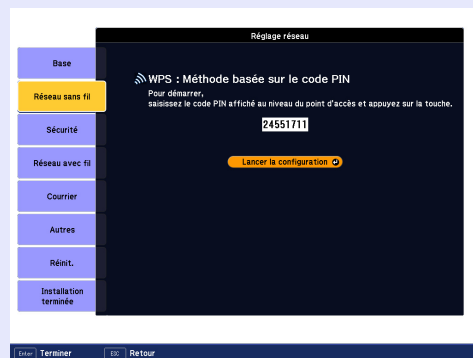 Réglage réseau
Base
Réseau sans fil
Sécurité
Réseau avec fil
Courrier
Autres
Réinit.
Installation
terminée
WPS : Méthode basée sur le code PIN
Pour démarrer,
saisissez le code PIN affiché au niveau du point d'accès et appuyez sur la touche.
24551711
Lancer la configuration
Enter Terminer
ESC Retour